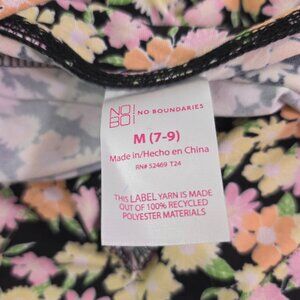 NO
BO
NO BOUNDARIES
M (7-9)
Made in/Hecho en China
RN# 52469 T24
THIS LABEL YARN IS MADE
OUT OF 100% RECYCLED
POLYESTER MATERIALS